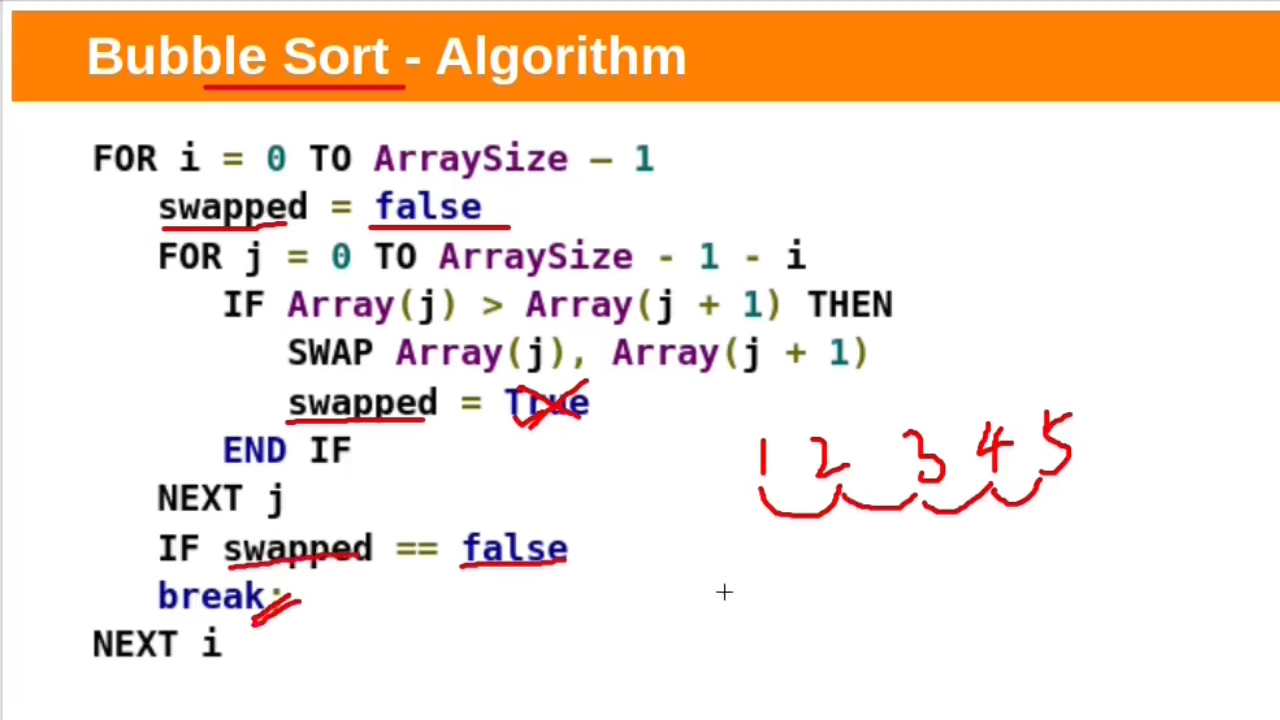 Bubble Sort - Algorithm
FOR i = 0 TO ArraySize – 1
swapped = false
FOR j = 0 TO ArraySize - 1 - i
IF Array(j) > Array(j + 1) THEN
SWAP Array(j), Array(j + 1)
swapped = True
END IF
NEXT j
IF swapped == false
break;
NEXT i
1 2 3 4 5